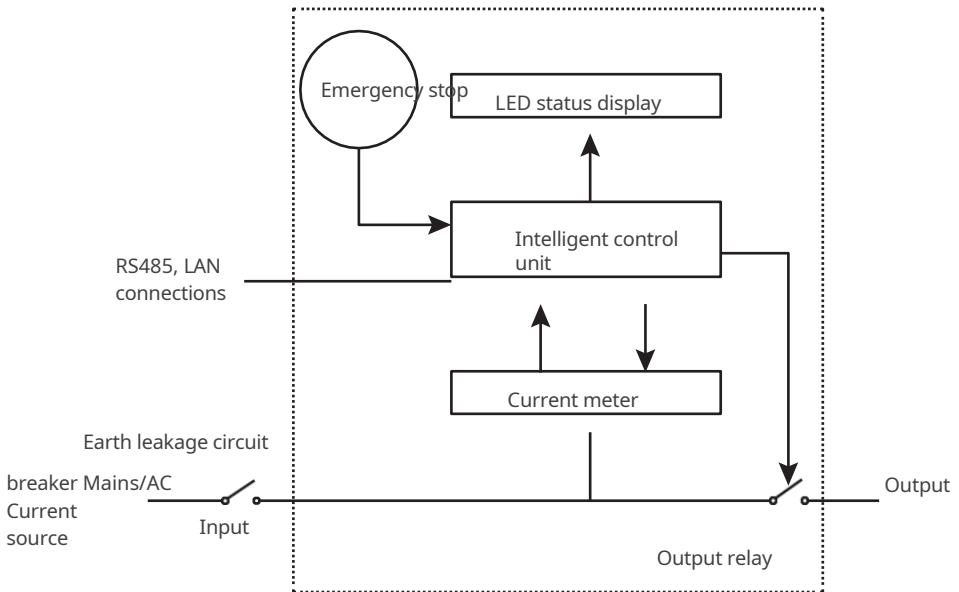 Emergency stop
LED status display
Intelligent control
unit
RS485, LAN
connections
Current meter
Earth leakage circuit
breaker Mains/AC
Current
source
Input
Output
Output relay